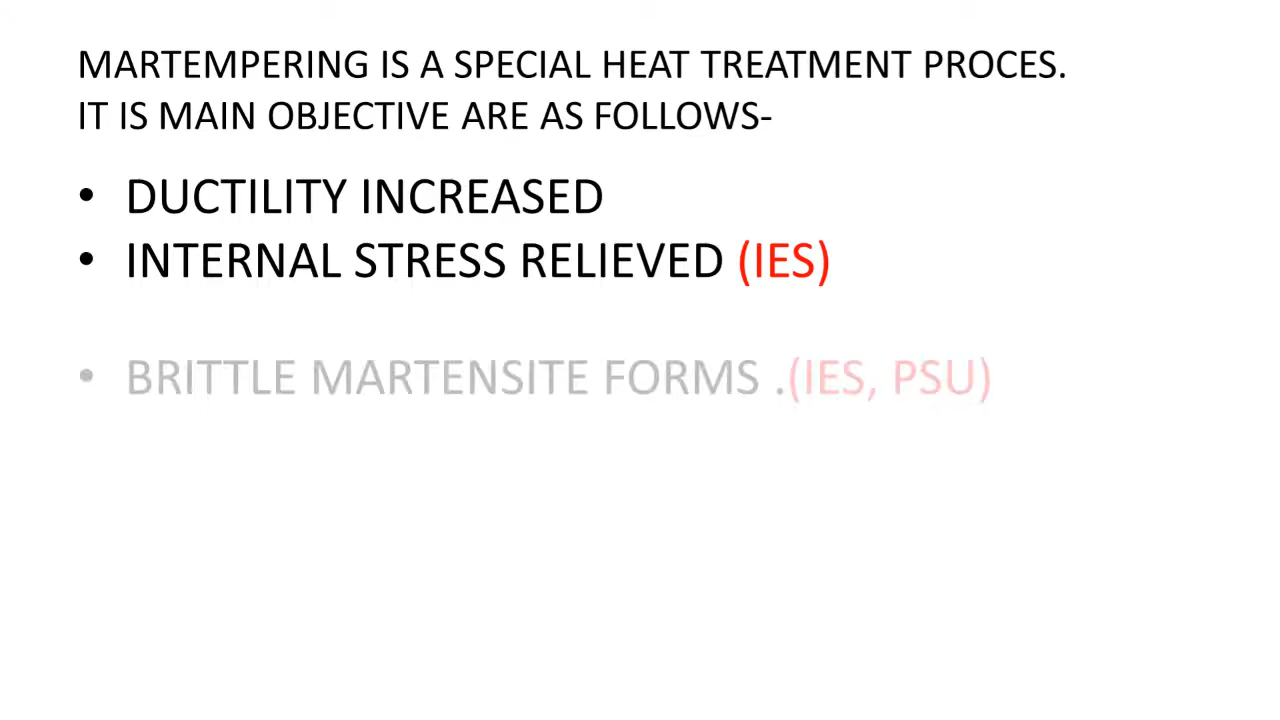 MARTEMPERING IS A SPECIAL HEAT TREATMENT PROCES.
IT IS MAIN OBJECTIVE ARE AS FOLLOWS-
• DUCTILITY INCREASED
• INTERNAL STRESS RELIEVED (IES)
• BRITTLE MARTENSITE FORMS .(IES, PSU)